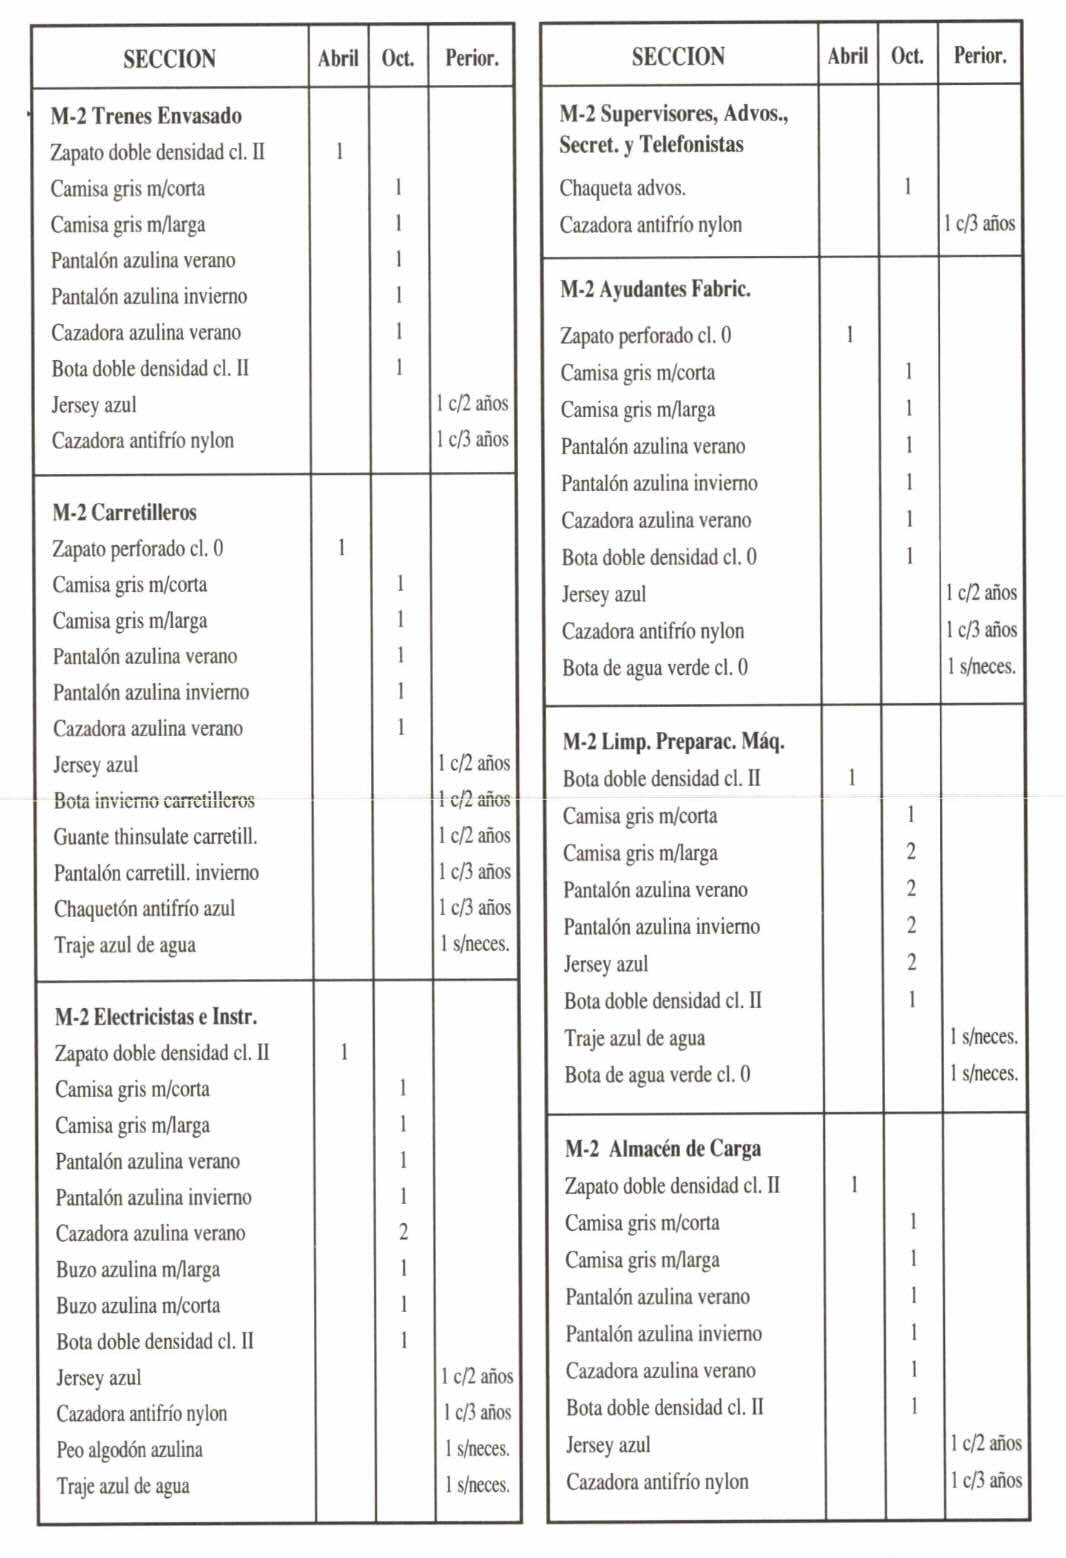 SECCION Abril Oct. Perior.
M-2 Trenes Envasado
Zapato doble densidad cl. II 1
Camisa gris m/corta 1
Camisa gris m/larga 1
Pantalón azulina verano 1
Pantalón azulina invierno 1
Cazadora azulina verano 1
Bota doble densidad cl. II 1
Jersey azul 1 c/2 años
Cazadora antifrío nylon 1 c/3 años
M-2 Carretilleros
Zapato perforado cl. 0 1
Camisa gris m/corta 1
Camisa gris m/larga 1
Pantalón azulina verano 1
Pantalón azulina invierno 1
Cazadora azulina verano 1
Jersey azul 1 c/2 años
Bota invierno carretilleros 1 c/2 años
Guante thinsulate carretill. 1 c/2 años
Pantalón carretill. invierno 1 c/3 años
Chaquetón antifrío azul 1 c/3 años
Traje azul de agua 1 s/neces.
M-2 Electricistas e Instr.
Zapato doble densidad cl. II 1
Camisa gris m/corta 1
Camisa gris m/larga 1
Pantalón azulina verano 1
Pantalón azulina invierno 1
Cazadora azulina verano 2
Buzo azulina m/larga 1
Buzo azulina m/corta 1
Bota doble densidad cl. II 1
Jersey azul 1 c/2 años
Cazadora antifrío nylon 1 c/3 años
Peo algodón azulina 1 s/neces.
Traje azul de agua 1 s/neces.
SECCION Abril Oct. Perior.
M-2 Supervisores, Advos.,
Secret. y Telefonistas
Chaqueta advos. 1
Cazadora antifrío nylon 1 c/3 años
M-2 Ayudantes Fabric.
Zapato perforado cl. 0 1
Camisa gris m/corta 1
Camisa gris m/larga 1
Pantalón azulina verano 1
Pantalón azulina invierno 1
Cazadora azulina verano 1
Bota doble densidad cl. 0 1
Jersey azul 1 c/2 años
Cazadora antifrío nylon 1 c/3 años
Bota de agua verde cl. 0 1 s/neces.
M-2 Limp. Preparac. Máq.
Bota doble densidad cl. II 1
Camisa gris m/corta 1
Camisa gris m/larga 2
Pantalón azulina verano 2
Pantalón azulina invierno 2
Jersey azul 2
Bota doble densidad cl. II 1
Traje azul de agua 1 s/neces.
Bota de agua verde cl. 0 1 s/neces.
M-2 Almacén de Carga
Zapato doble densidad cl. II 1
Camisa gris m/corta 1
Camisa gris m/larga 1
Pantalón azulina verano 1
Pantalón azulina invierno 1
Cazadora azulina verano 1
Bota doble densidad cl. II 1
Jersey azul 1 c/2 años
Cazadora antifrío nylon 1 c/3 años